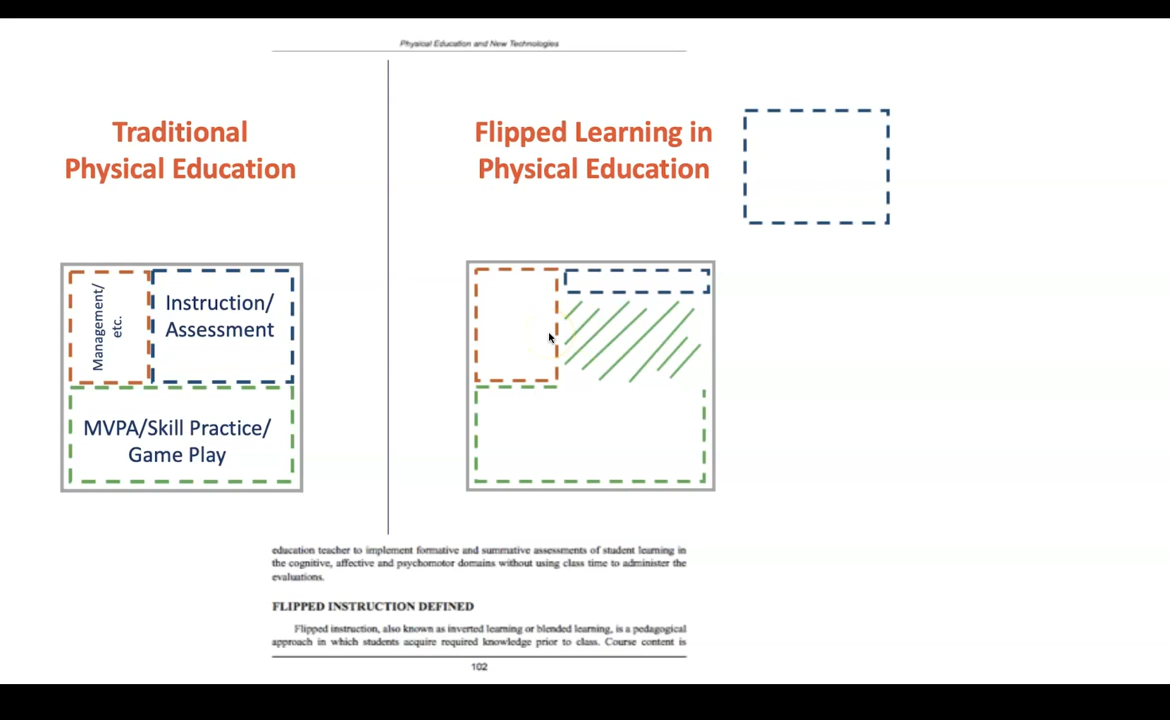 Physical Education and New Technologies
Traditional
Physical Education
Flipped Learning in
Physical Education
Management/
etc.
Instruction/
Assessment
MVPA/Skill Practice/
Game Play
education teacher to implement formative and summative assessments of student learning in
the cognitive, affective and psychomotor domains without using class time to administer the
evaluations.
FLIPPED INSTRUCTION DEFINED
Flipped instruction, also known as inverted learning or blended learning, is a pedagogical
approach in which students acquire required knowledge prior to class. Course content is
102